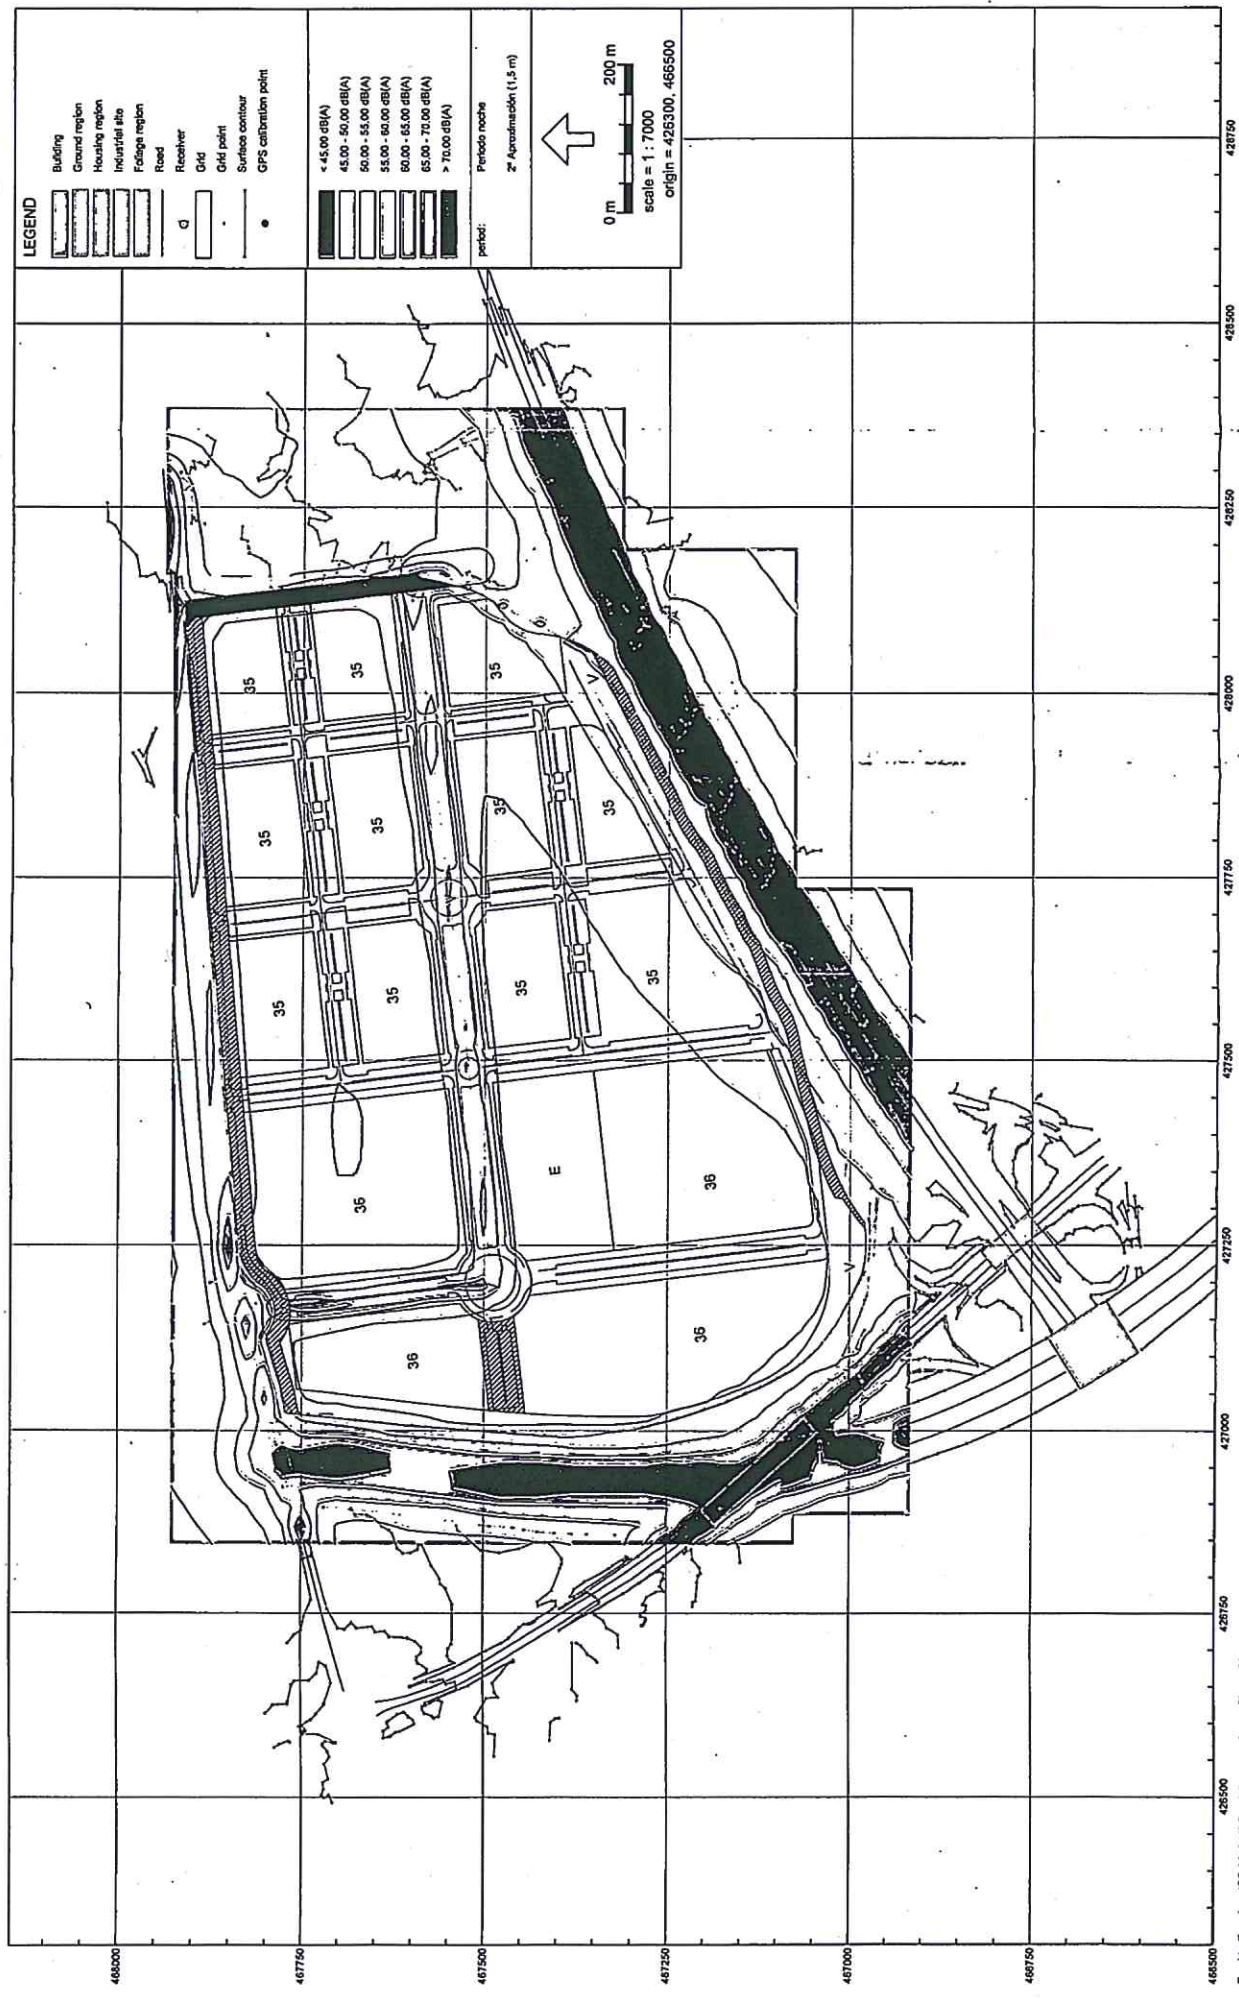 LEGEND
Building
Ground region
Housing region
Industrial site
Foliage region
Road
Receiver
Grid
Grid point
Surface contour
GPS calibration point
< 45.00 dB(A)
45.00 - 50.00 dB(A)
50.00 - 55.00 dB(A)
55.00 - 60.00 dB(A)
60.00 - 65.00 dB(A)
65.00 - 70.00 dB(A)
> 70.00 dB(A)
period: Periodo noche
2ª Aproximación (1,5 m)
0 m 200 m
scale = 1 : 7000
origin = 426300, 466500
35
35
35
35
35
35
35
35
35
35
35
36
36
36
36
E
V
V
V
468000
467750
467500
467250
467000
466750
466500
426500
426750
427000
427250
427500
427750
428000
428250
428500
428750